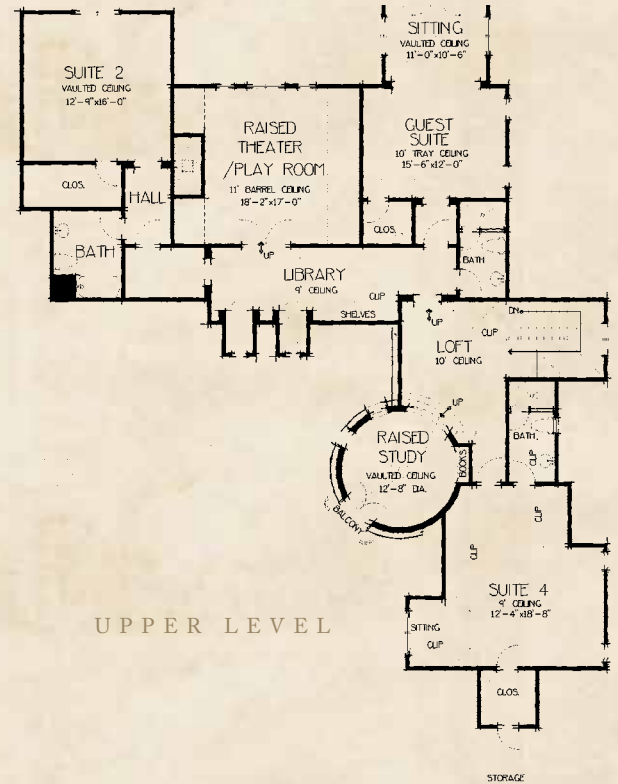 SITTING
VAULTED CEILING
11'-0"x10'-6"
SUITE 2
VAULTED CEILING
12'-9"x16'-0"
RAISED
THEATER
/PLAY ROOM
11' BARREL CEILING
18'-2"x17'-0"
GUEST
SUITE
10' TRAY CEILING
15'-6"x12'-0"
CLOS.
HALL
CLOS.
BATH
UP
BATH
LIBRARY
9' CEILING
CLIP
SHELVES
UP
CLIP
DN.
LOFT
10' CEILING
UP
RAISED
STUDY
VAULTED CEILING
12'-8" DIA.
BOOKS
BALCONY
BATH
CLIP
CLIP
CLIP
SUITE 4
9' CEILING
12'-4"x18'-8"
SITTING
CLIP
UPPER LEVEL
CLOS.
STORAGE